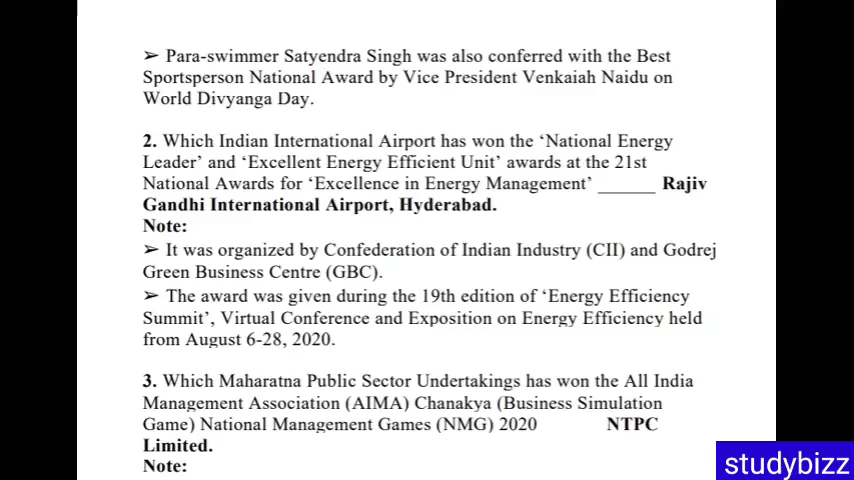 ➢ Para-swimmer Satyendra Singh was also conferred with the Best
Sportsperson National Award by Vice President Venkaiah Naidu on
World Divyanga Day.
2. Which Indian International Airport has won the ‘National Energy
Leader’ and ‘Excellent Energy Efficient Unit’ awards at the 21st
National Awards for ‘Excellence in Energy Management’ ______ Rajiv
Gandhi International Airport, Hyderabad.
Note:
➢ It was organized by Confederation of Indian Industry (CII) and Godrej
Green Business Centre (GBC).
➢ The award was given during the 19th edition of ‘Energy Efficiency
Summit’, Virtual Conference and Exposition on Energy Efficiency held
from August 6-28, 2020.
3. Which Maharatna Public Sector Undertakings has won the All India
Management Association (AIMA) Chanakya (Business Simulation
Game) National Management Games (NMG) 2020 NTPC
Limited.
Note:
studybizz